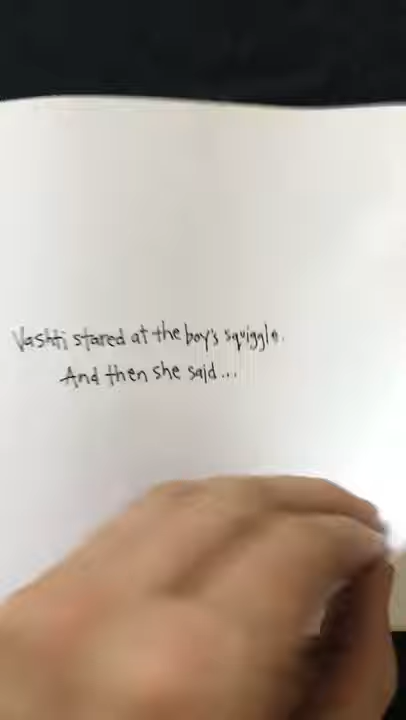 Vashti stared at the boy's squiggle.
And then she said...